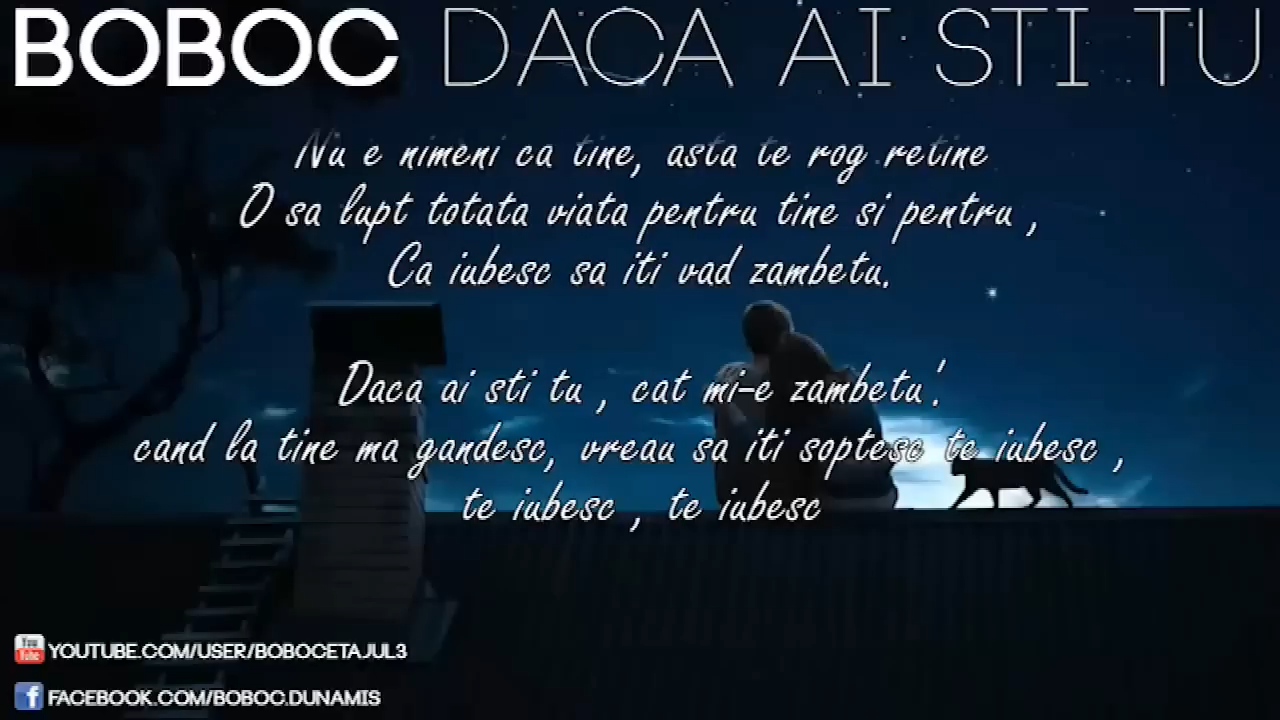 BOBOC DACA AI STI TU
Nu e nimeni ca tine, asta te rog retine
O sa lupt totata viata pentru tine si pentru ,
Ca iubesc sa iti vad zambetu.
Daca ai sti tu , cat mi-e zambetu'.
cand la tine ma gandesc, vreau sa iti soptesc te iubesc ,
te iubesc , te iubesc
You Tube YOUTUBE.COM/USER/BOBOCETAJUL3
f FACEBOOK.COM/BOBOC.DUNAMIS